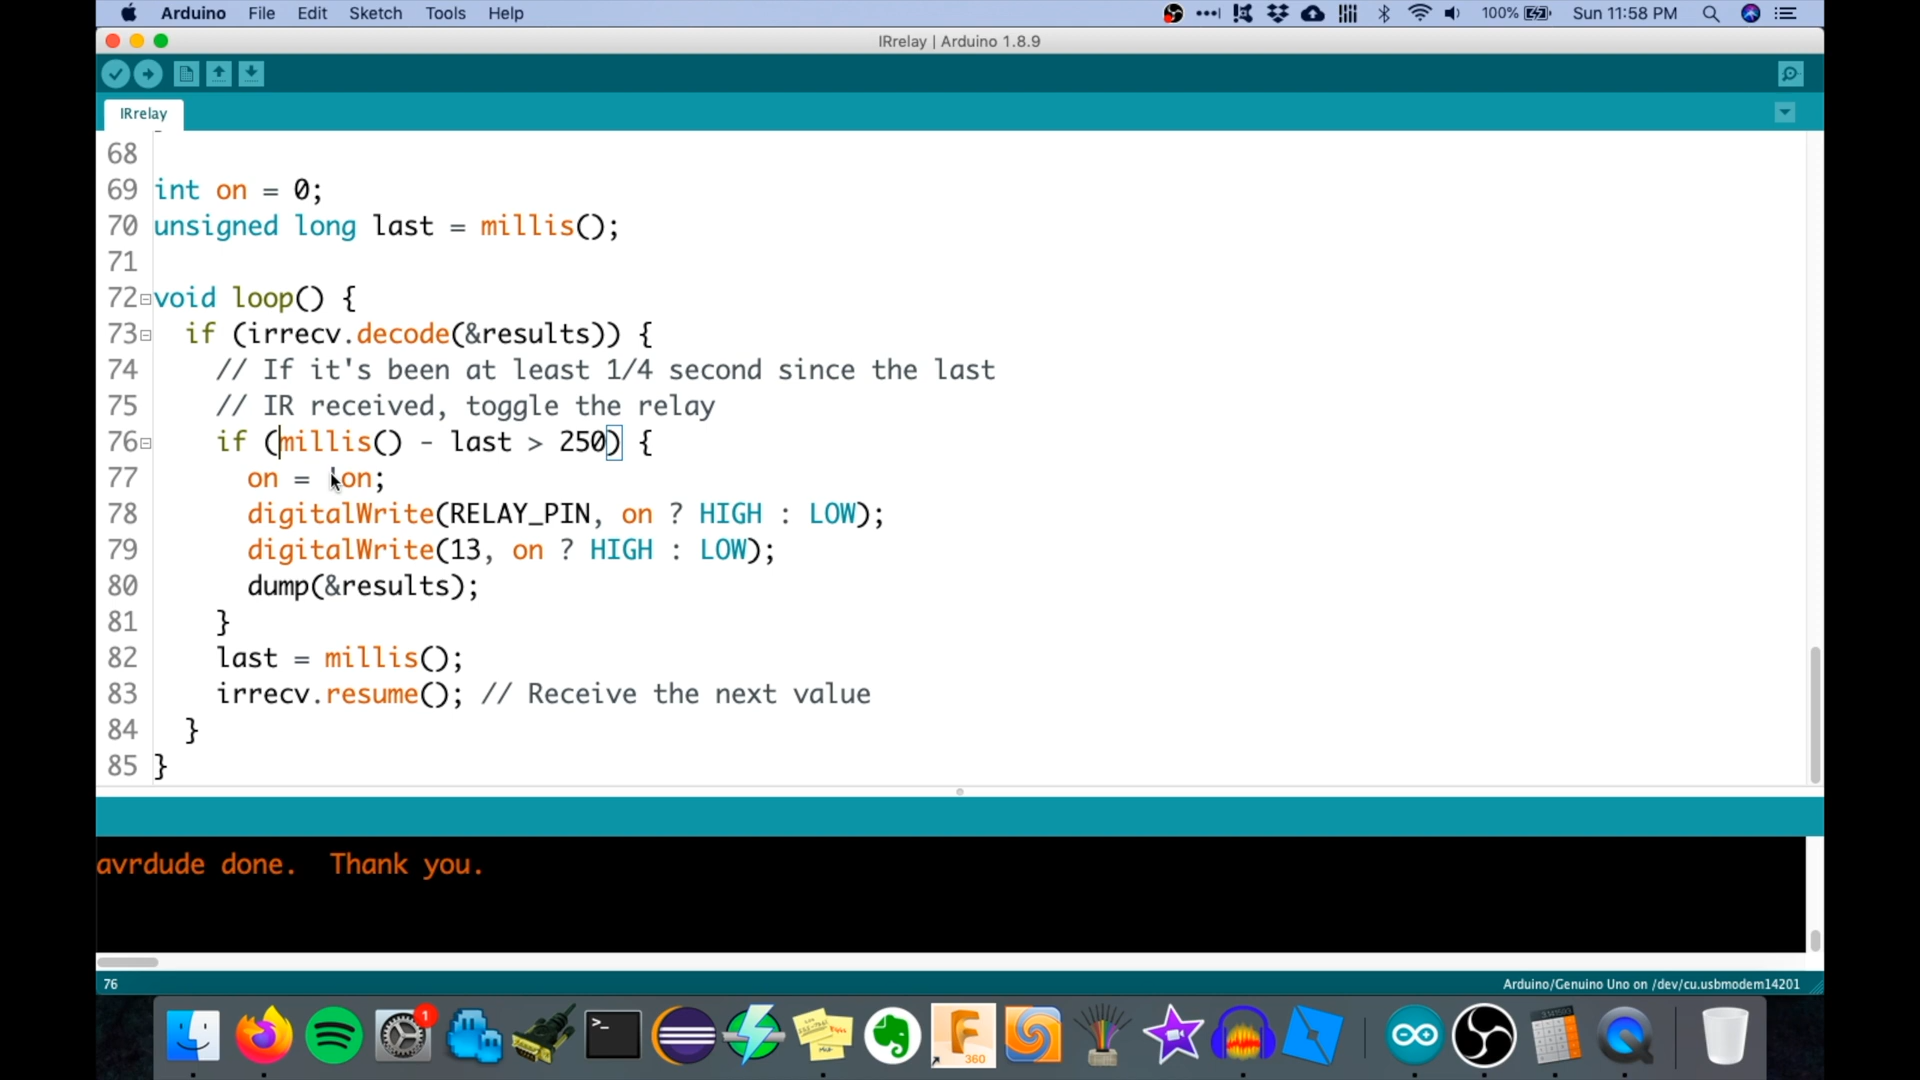 Arduino File Edit Sketch Tools Help 100% Sun 11:58 PM
IRrelay | Arduino 1.8.9
IRrelay
68
69 int on = 0;
70 unsigned long last = millis();
71
72 void loop() {
73 if (irrecv.decode(&results)) {
74 // If it's been at least 1/4 second since the last
75 // IR received, toggle the relay
76 if (millis() - last > 250) {
77 on = !on;
78 digitalWrite(RELAY_PIN, on ? HIGH : LOW);
79 digitalWrite(13, on ? HIGH : LOW);
80 dump(&results);
81 }
82 last = millis();
83 irrecv.resume(); // Receive the next value
84 }
85 }
avrdude done.  Thank you.
76 Arduino/Genuino Uno on /dev/cu.usbmodem14201
1
>_
F
360